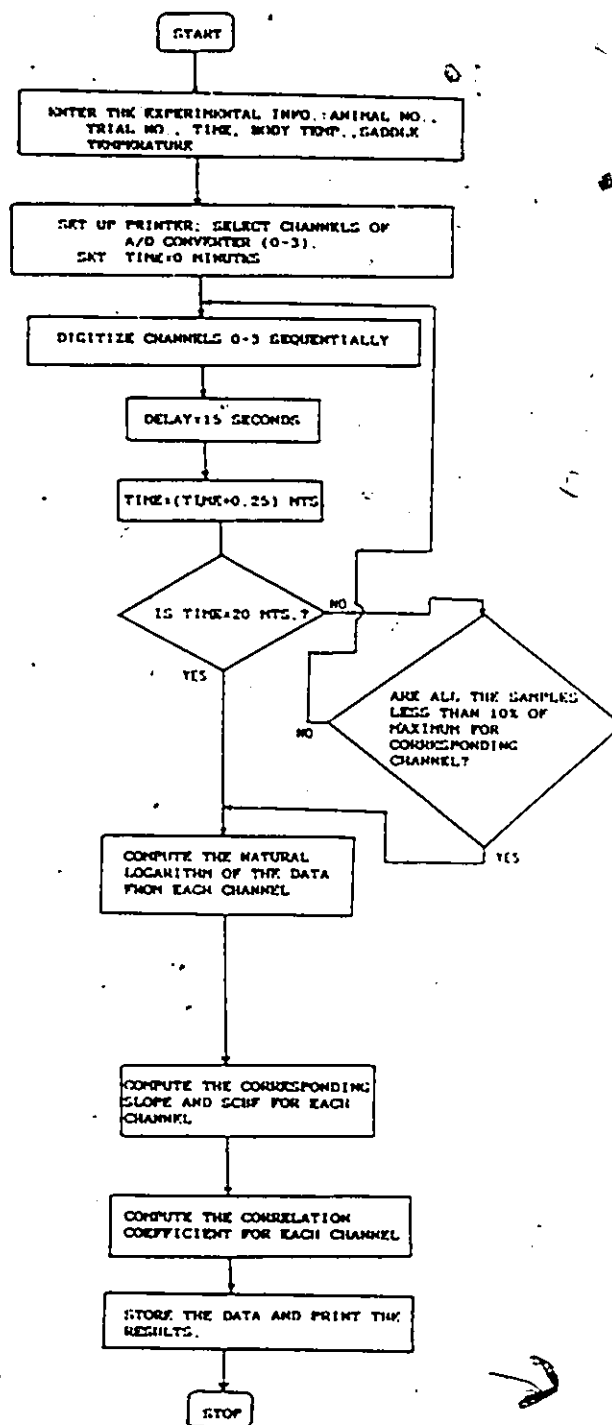 START
ENTER THE EXPERIMENTAL INFO.:ANIMAL NO.,
TRIAL NO., TIME, BODY TEMP.,SADDLE
TEMPERATURE
SET UP PRINTER; SELECT CHANNELS OF
A/D CONVERTER (0-3).
SET TIME=0 MINUTES
DIGITIZE CHANNELS 0-3 SEQUENTIALLY
DELAY=15 SECONDS
TIME=(TIME+0.25) MTS
IS TIME=20 MTS.?
NO
YES
ARE ALL THE SAMPLES
LESS THAN 10% OF
MAXIMUM FOR
CORRESPONDING
CHANNEL?
NO
YES
COMPUTE THE NATURAL
LOGARITHM OF THE DATA
FROM EACH CHANNEL
COMPUTE THE CORRESPONDING
SLOPE AND SCBF FOR EACH
CHANNEL
COMPUTE THE CORRELATION
COEFFICIENT FOR EACH CHANNEL
STORE THE DATA AND PRINT THE
RESULTS.
STOP